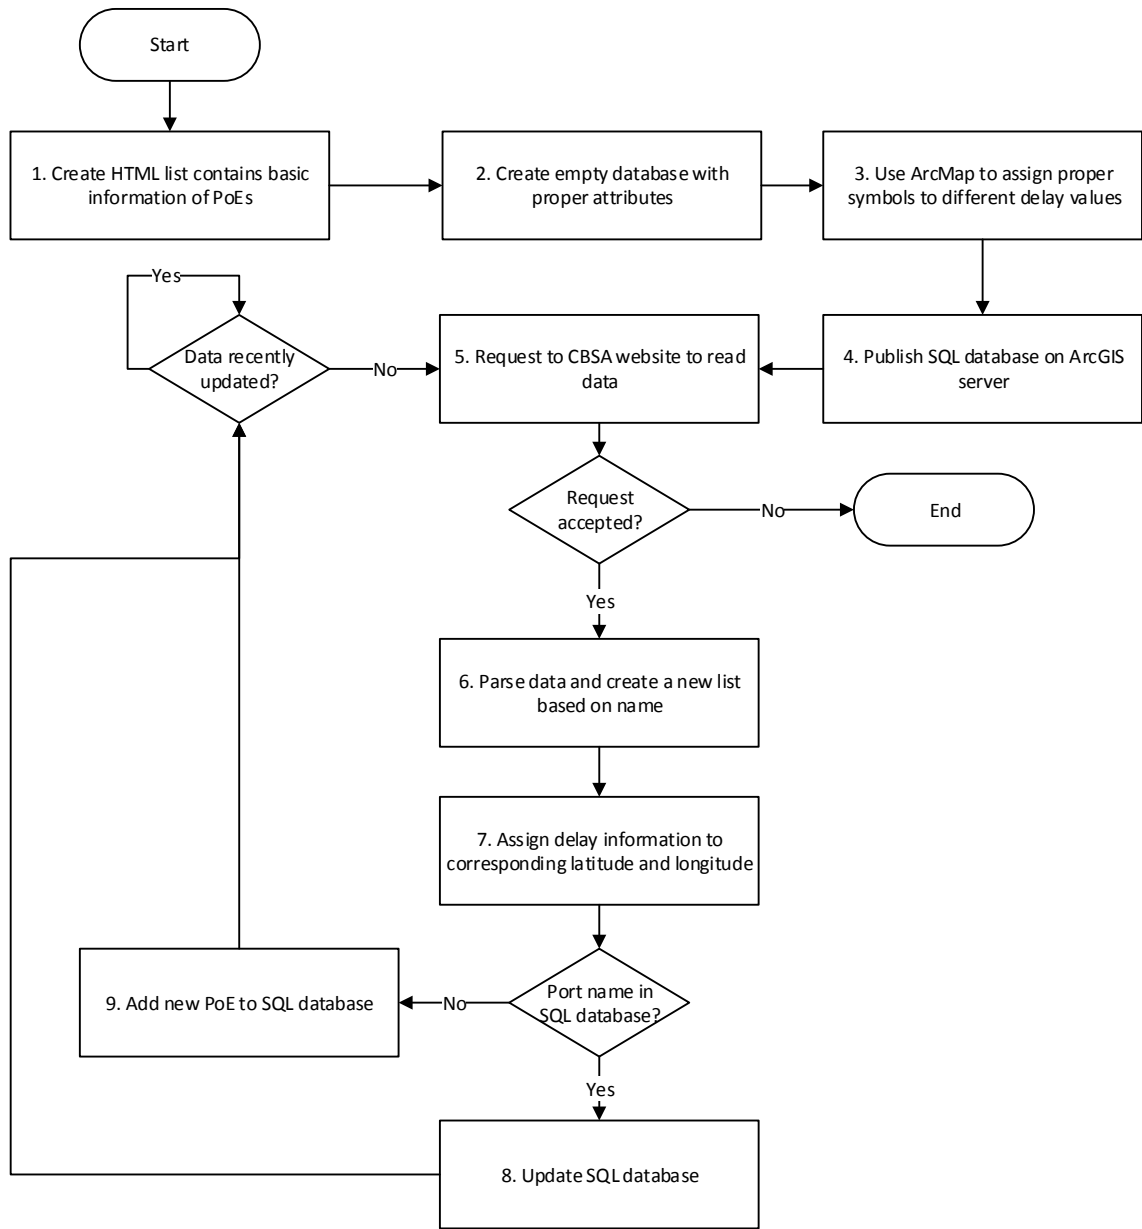 Start
1. Create HTML list contains basic
information of PoEs
2. Create empty database with
proper attributes
3. Use ArcMap to assign proper
symbols to different delay values
Yes
Data recently
updated?
No
5. Request to CBSA website to read
data
4. Publish SQL database on ArcGIS
server
Request
accepted?
No
End
Yes
6. Parse data and create a new list
based on name
7. Assign delay information to
corresponding latitude and longitude
9. Add new PoE to SQL database
No
Port name in
SQL database?
Yes
8. Update SQL database